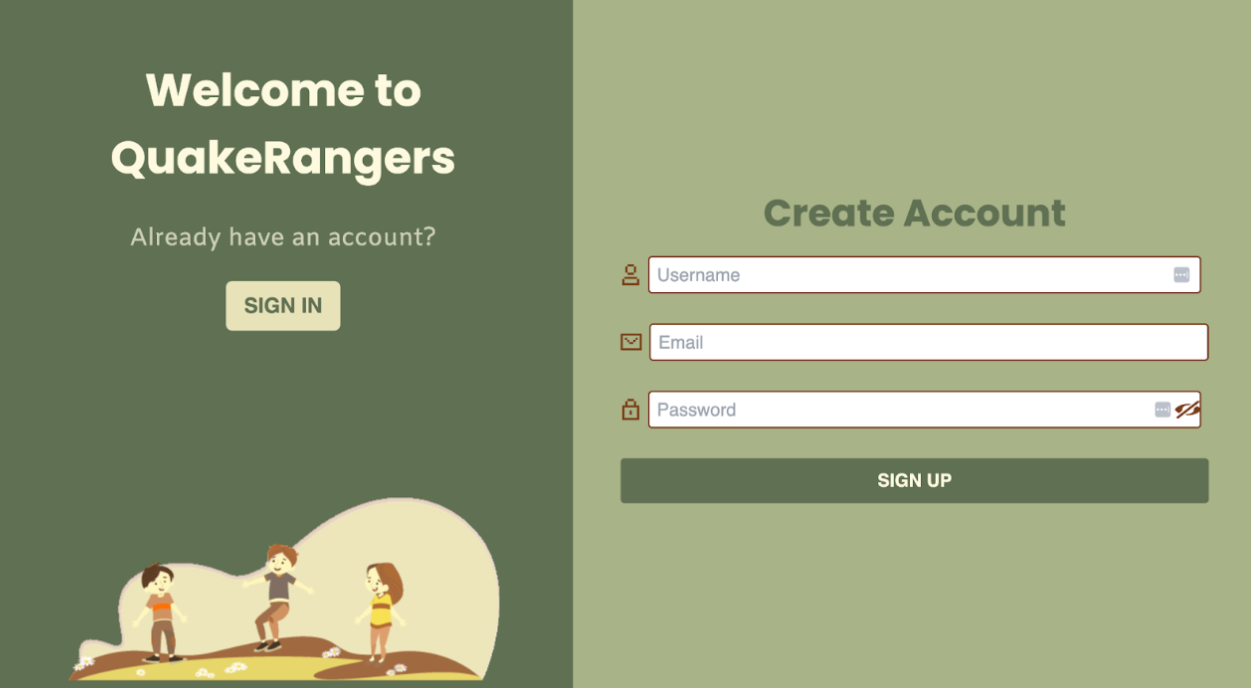 Welcome to
QuakeRangers
Already have an account?
SIGN IN
Create Account
Username
Email
Password
SIGN UP